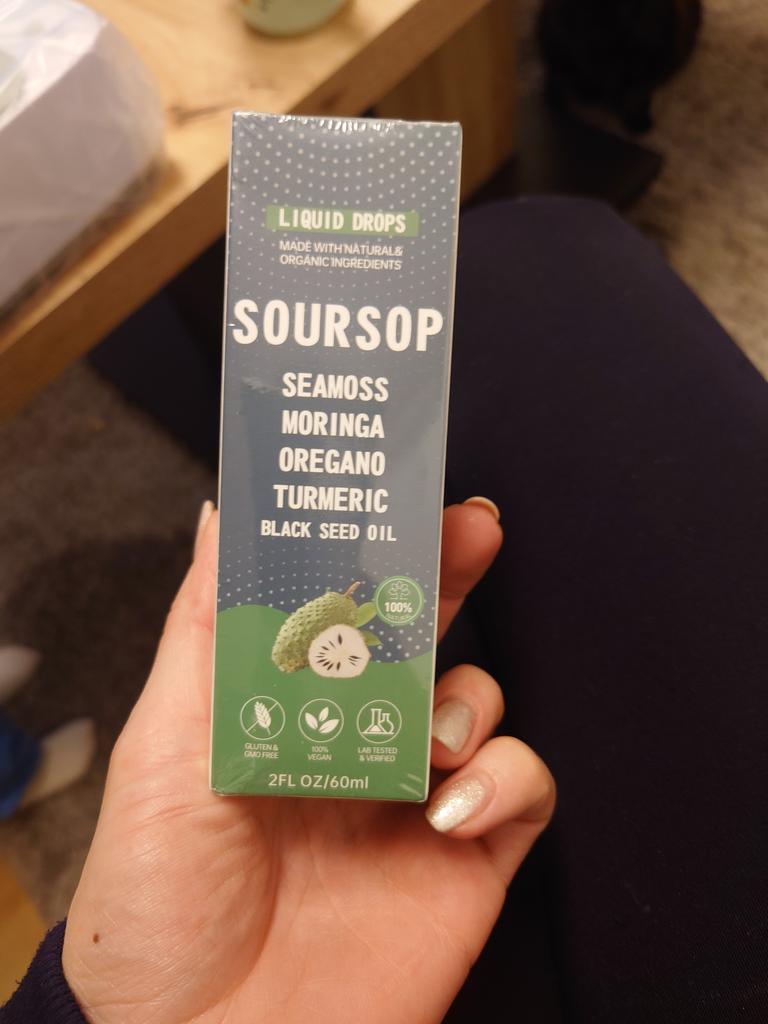 LIQUID DROPS
MADE WITH NATURAL&
ORGANIC INGREDIENTS
SOURSOP
SEAMOSS
MORINGA
OREGANO
TURMERIC
BLACK SEED OIL
100%
NATURAL
GLUTEN &
GMO FREE
100%
VEGAN
LAB TESTED
& VERIFIED
2FL OZ/60ml